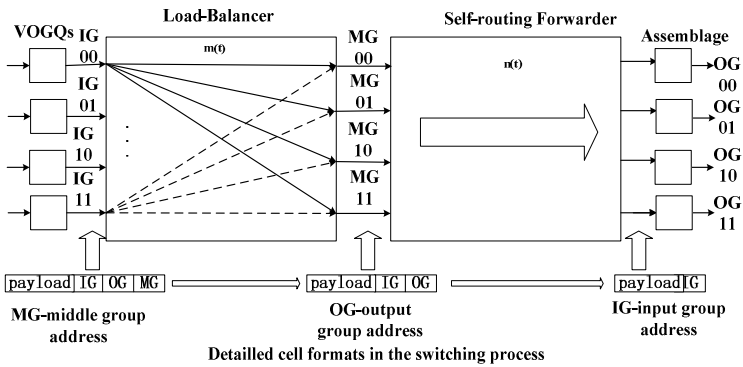 Load-Balancer
Self-routing Forwarder
VOGQs
IG
00
m(t)
MG
00
n(t)
Assemblage
OG
00
IG
01
MG
01
OG
01
IG
10
MG
10
OG
10
IG
11
MG
11
OG
11
payload IG OG MG
payload IG OG
payload IG
MG-middle group
address
OG-output
group address
IG-input group
address
Detailled cell formats in the switching process